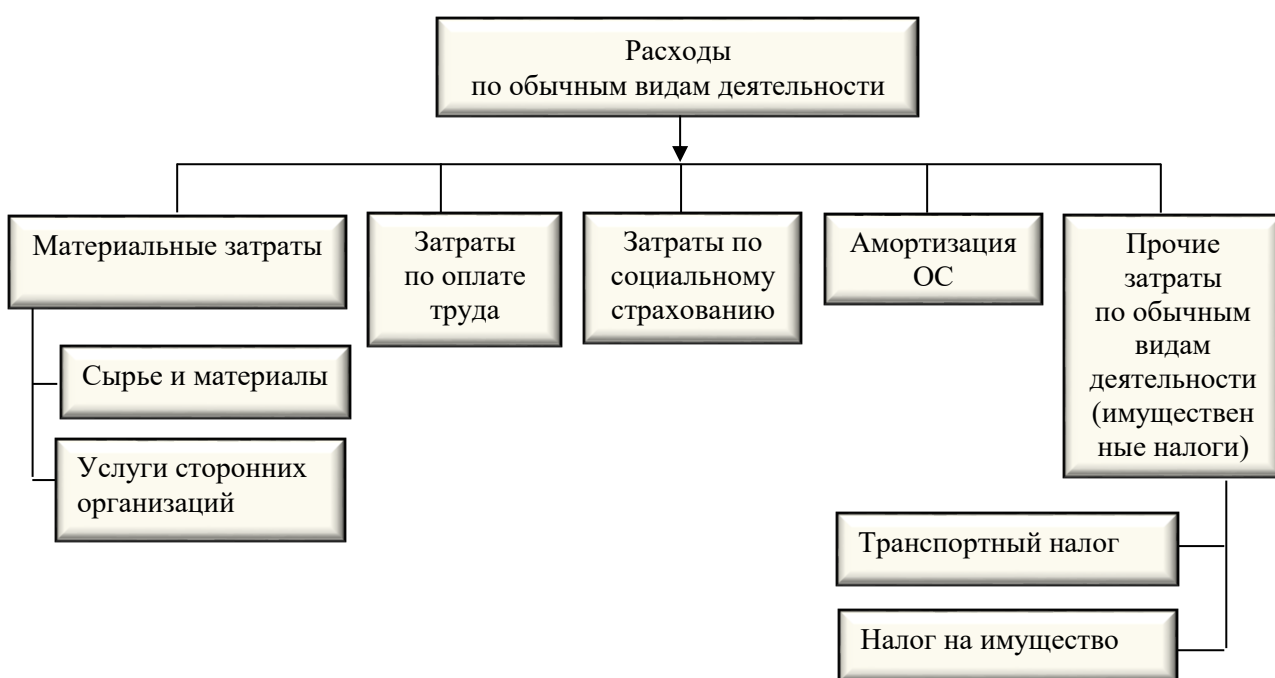 Расходы
по обычным видам деятельности
Материальные затраты
Затраты
по оплате
труда
Затраты по
социальному
страхованию
Амортизация
ОС
Прочие
затраты
по обычным
видам
деятельности
(имуществен
ные налоги)
Сырье и материалы
Услуги сторонних
организаций
Транспортный налог
Налог на имущество